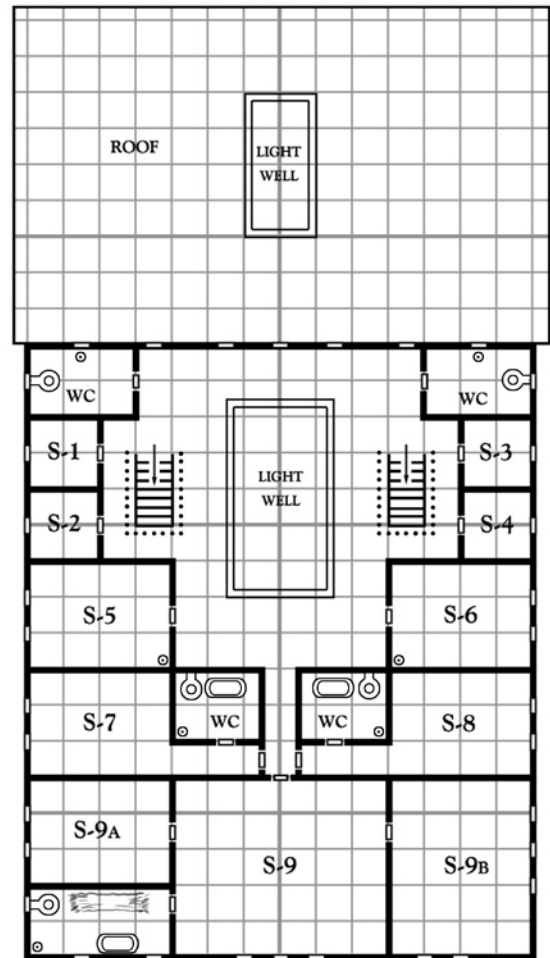 ROOF
LIGHT
WELL
WC
WC
S-1
S-3
LIGHT
WELL
S-2
S-4
S-5
S-6
S-7
WC
WC
S-8
S-9A
S-9
S-9B